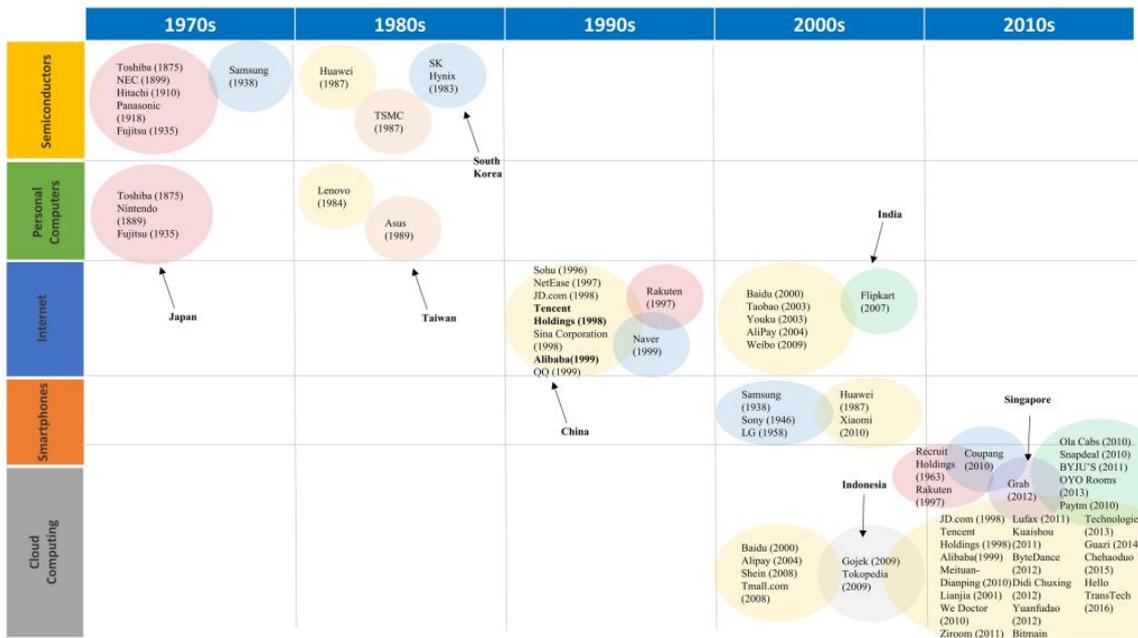 1970s
1980s
1990s
2000s
2010s
Semiconductors
Toshiba (1875)
NEC (1899)
Hitachi (1910)
Panasonic
(1918)
Fujitsu (1935)
Samsung
(1938)
Huawei
(1987)
TSMC
(1987)
SK
Hynix
(1983)
South
Korea
Personal
Computers
Toshiba (1875)
Nintendo
(1889)
Fujitsu (1935)
Japan
Lenovo
(1984)
Asus
(1989)
Taiwan
India
Internet
Sohu (1996)
NetEase (1997)
JD.com (1998)
Tencent
Holdings (1998)
Sina Corporation
(1998)
Alibaba(1999)
QQ (1999)
Rakuten
(1997)
Naver
(1999)
China
Baidu (2000)
Taobao (2003)
Youku (2003)
AliPay (2004)
Weibo (2009)
Flipkart
(2007)
Smartphones
Samsung
(1938)
Sony (1946)
LG (1958)
Huawei
(1987)
Xiaomi
(2010)
Singapore
Cloud
Computing
Baidu (2000)
Alipay (2004)
Shein (2008)
Tmall.com
(2008)
Indonesia
Gojek (2009)
Tokopedia
(2009)
Recruit
Holdings
(1963)
Rakuten
(1997)
Coupang
(2010)
Grab
(2012)
Ola Cabs (2010)
Snapdeal (2010)
BYJU'S (2011)
OYO Rooms
(2013)
Paytm (2010)
JD.com (1998)
Tencent
Holdings (1998)
Alibaba(1999)
Meituan-
Dianping (2010)
Lianjia (2001)
We Doctor
(2010)
Ziroom (2011)
Lufax (2011)
Kuaishou
(2011)
ByteDance
(2012)
Didi Chuxing
(2012)
Yuanfudao
(2012)
Bitmain
Technologie
(2013)
Guazi (2014
Chehaoduo
(2015)
Hello
TransTech
(2016)